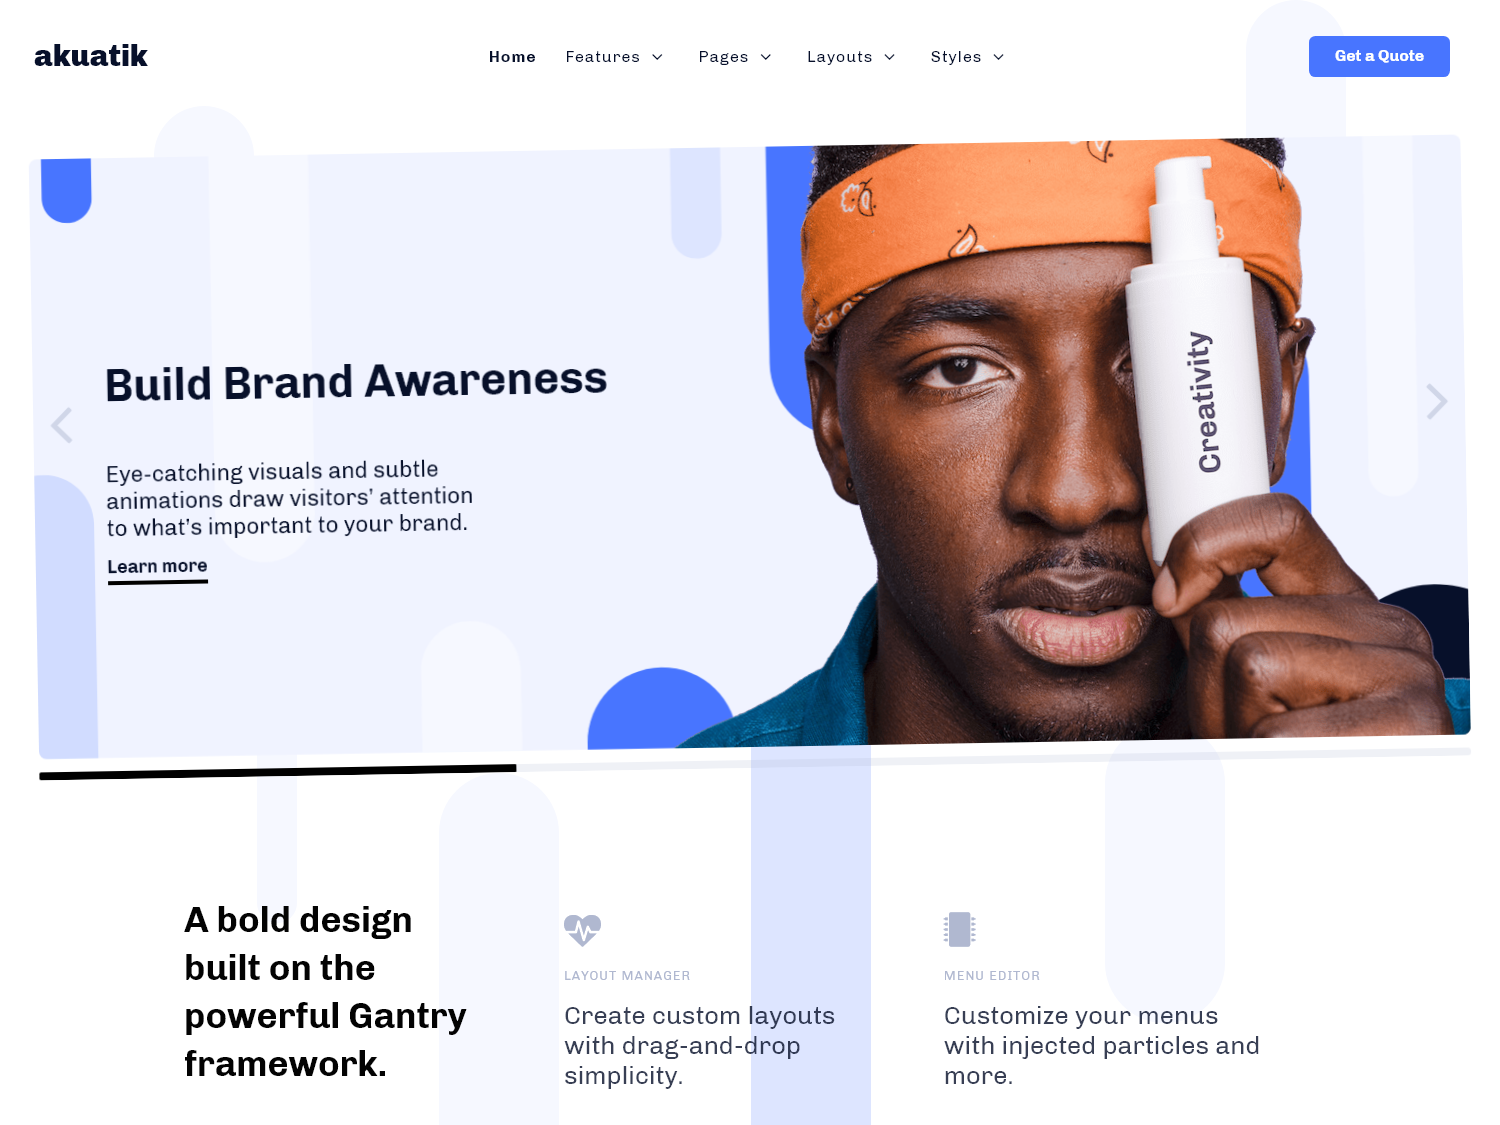 akuatik
Home Features Pages Layouts Styles
Get a Quote
Build Brand Awareness
Eye-catching visuals and subtle
animations draw visitors’ attention
to what’s important to your brand.
Learn more
Creativity
A bold design
built on the
powerful Gantry
framework.
LAYOUT MANAGER
Create custom layouts
with drag-and-drop
simplicity.
MENU EDITOR
Customize your menus
with injected particles and
more.